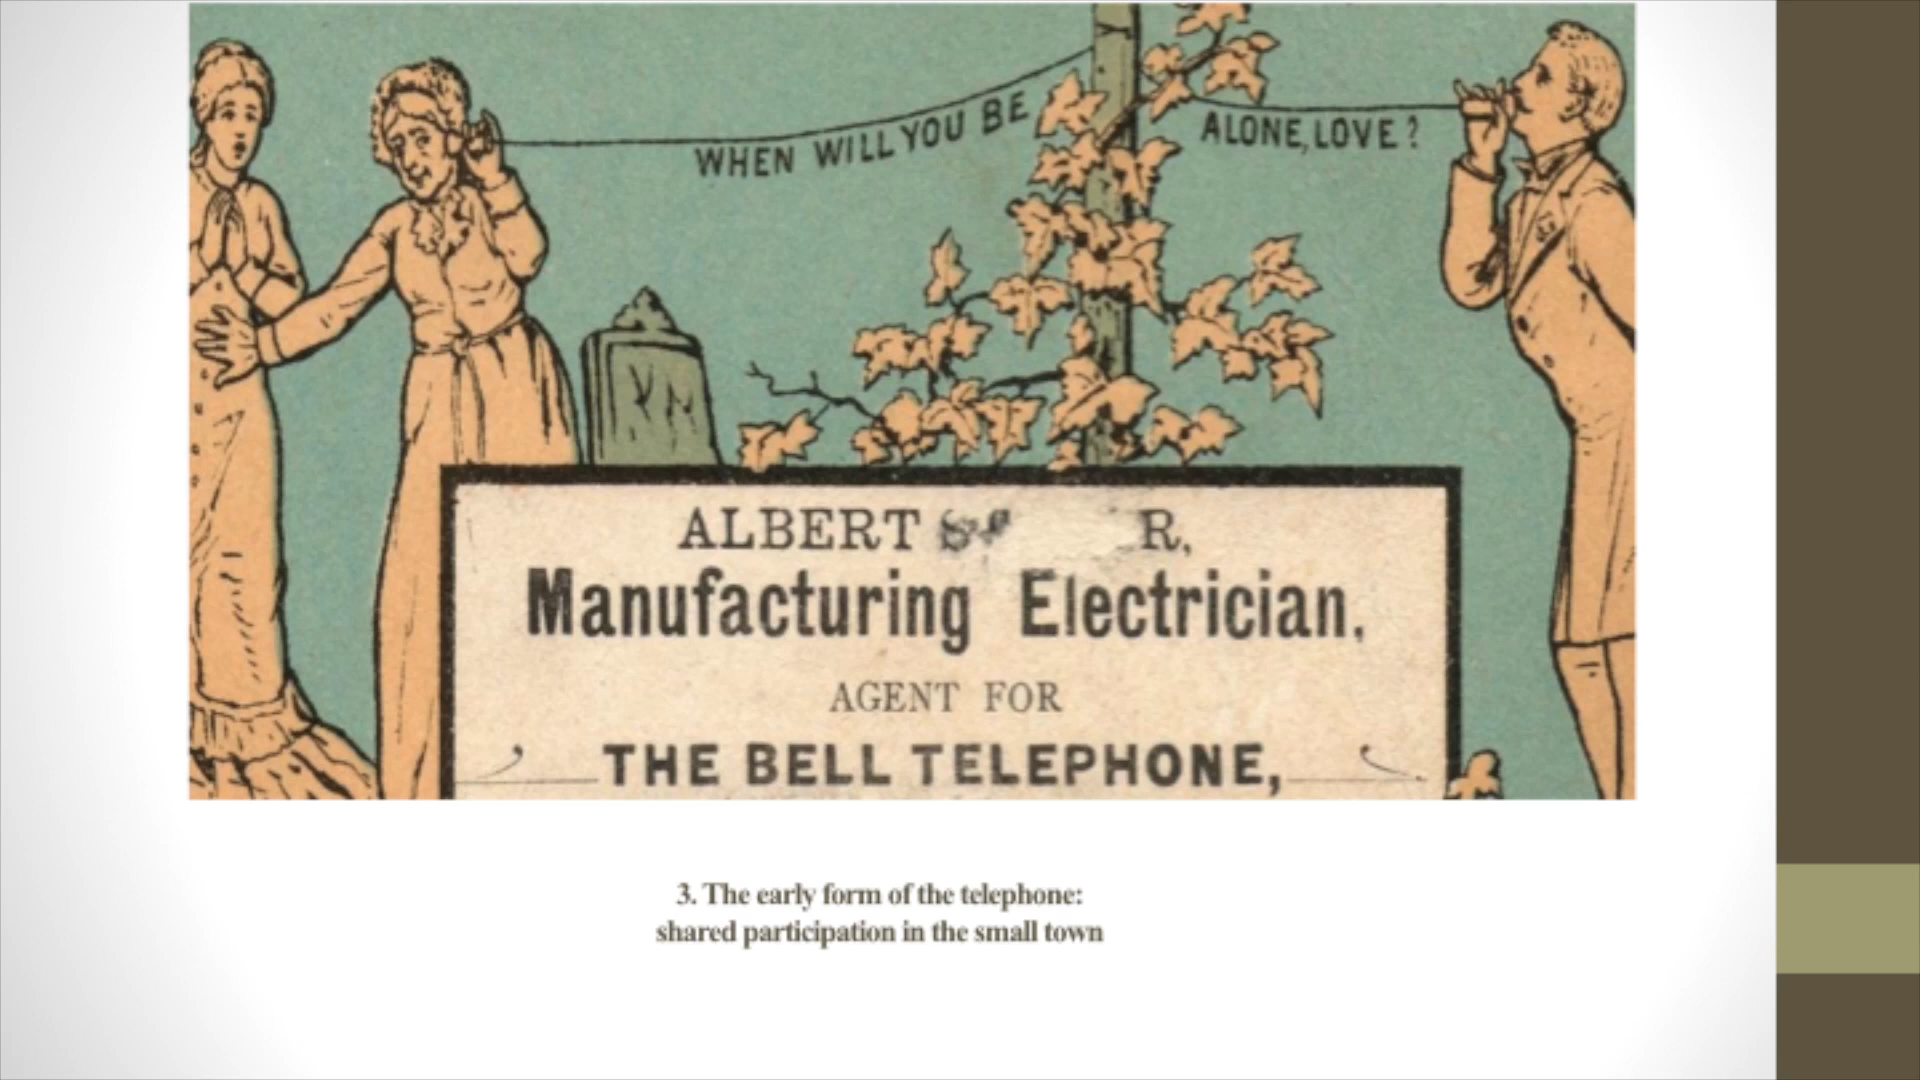 WHEN WILL YOU BE ALONE, LOVE?
ALBERT R,
Manufacturing Electrician.
AGENT FOR
THE BELL TELEPHONE,
3. The early form of the telephone:
shared participation in the small town